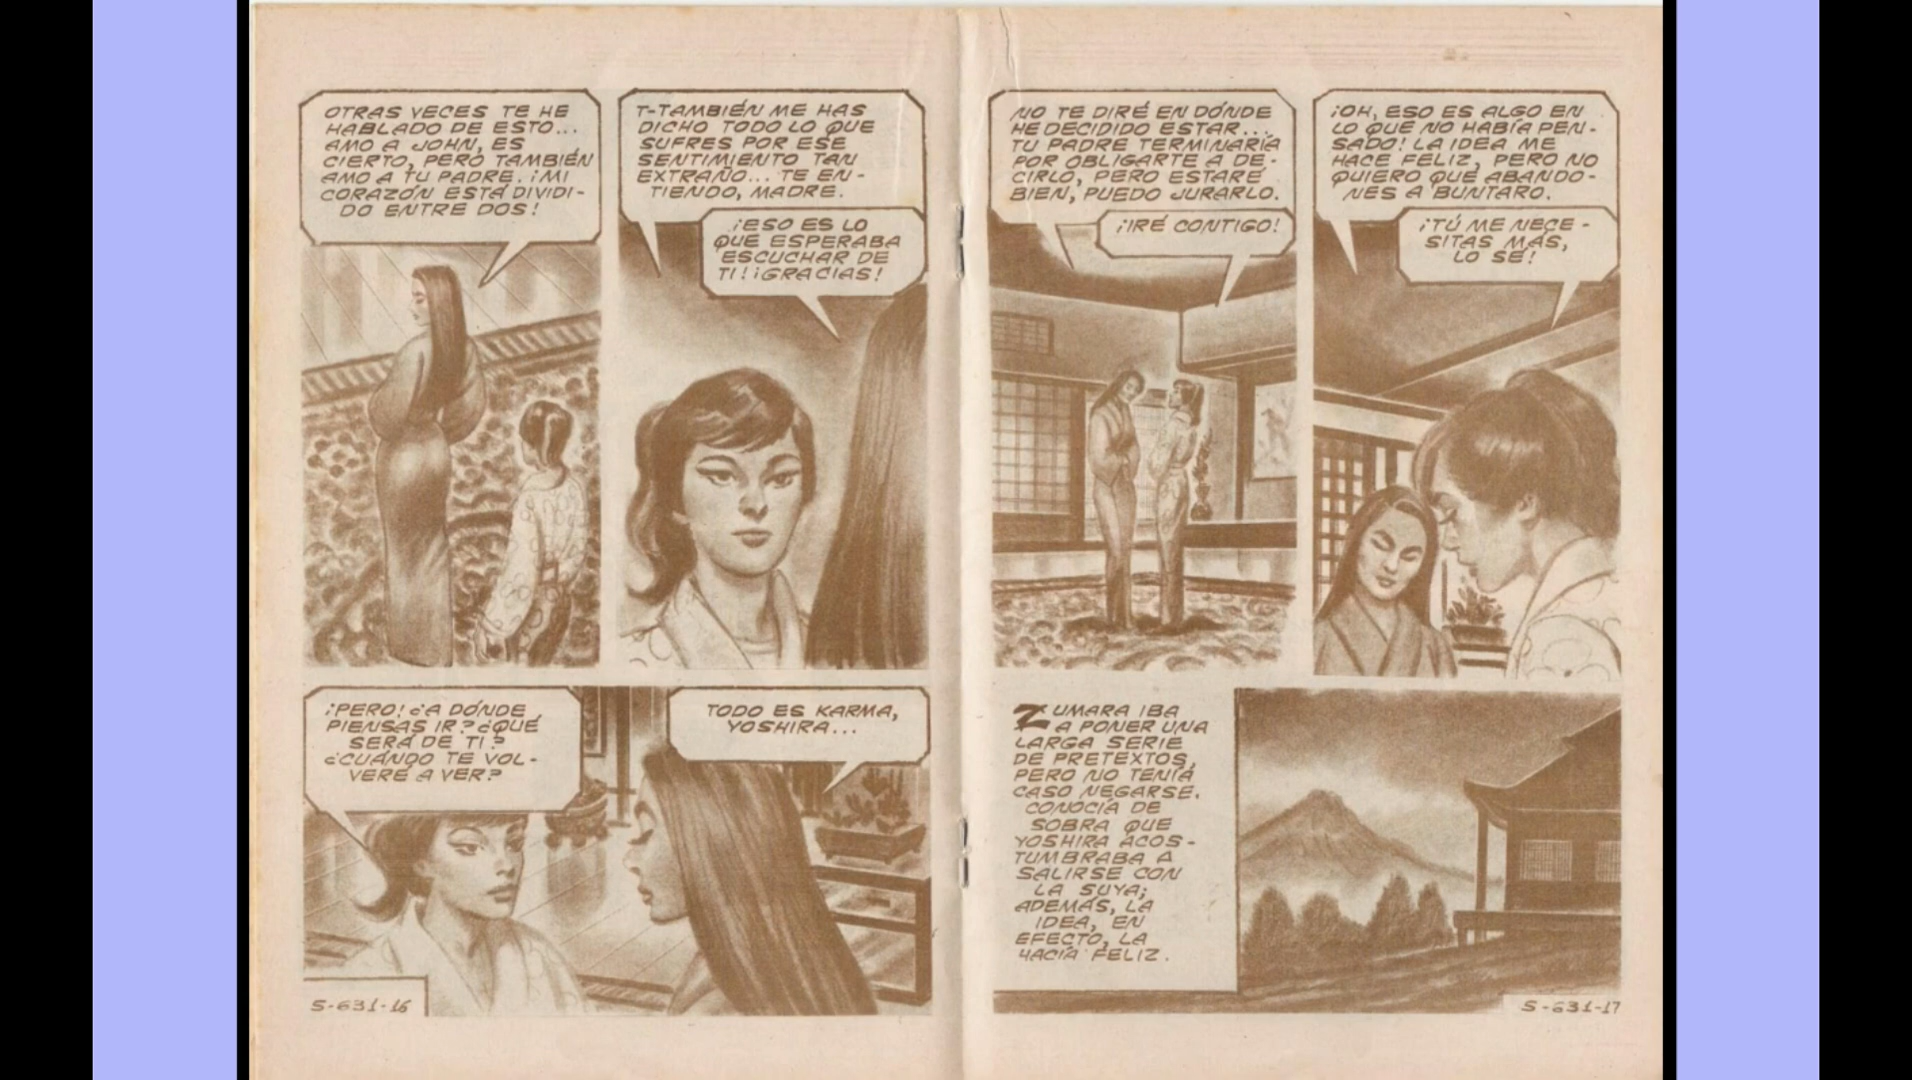 OTRAS VECES TE HE
HABLADO DE ESTO...
AMO A JOHN, ES
CIERTO, PERO TAMBIÉN
AMO A TU PADRE. ¡MI
CORAZÓN ESTÁ DIVIDI-
DO ENTRE DOS!
T-TAMBIÉN ME HAS
DICHO TODO LO QUE
SUFRES POR ESE
SENTIMIENTO TAN
EXTRAÑO... TE EN-
TIENDO, MADRE.
¡ESO ES LO
QUE ESPERABA
ESCUCHAR DE
TI! ¡GRACIAS!
¡PERO! ¿A DÓNDE
PIENSAS IR? ¿QUÉ
SERÁ DE TI?
¿CUÁNDO TE VOL-
VERÉ A VER?
TODO ES KARMA,
YOSHIRA...
S-631-16
NO TE DIRÉ EN DÓNDE
HE DECIDIDO ESTAR...
TU PADRE TERMINARÍA
POR OBLIGARTE A DE-
CIRLO, PERO ESTARÉ
BIEN, PUEDO JURARLO.
¡IRÉ CONTIGO!
¡OH, ESO ES ALGO EN
LO QUE NO HABÍA PEN-
SADO! LA IDEA ME
HACE FELIZ, PERO NO
QUIERO QUE ABANDO-
NES A BUNTARO.
¡TÚ ME NECE-
SITAS MÁS,
LO SÉ!
ZUMARA IBA
A PONER UNA
LARGA SERIE
DE PRETEXTOS,
PERO NO TENÍA
CASO NEGARSE.
CONOCÍA DE
SOBRA QUE
YOSHIRA ACOS-
TUMBRABA A
SALIRSE CON
LA SUYA;
ADEMÁS, LA
IDEA, EN
EFECTO, LA
HACÍA FELIZ.
S-631-17